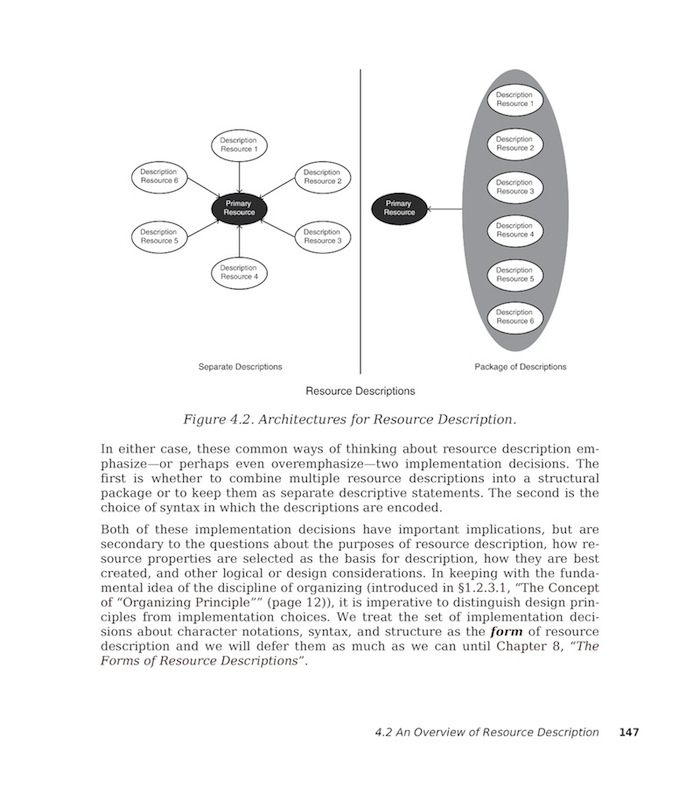 Description
Resource 1
Description
Resource 6
Description
Resource 2
Primary
Resource
Description
Resource 5
Description
Resource 3
Description
Resource 4
Separate Descriptions
Description
Resource 1
Description
Resource 2
Description
Resource 3
Primary
Resource
Description
Resource 4
Description
Resource 5
Description
Resource 6
Package of Descriptions
Resource Descriptions
Figure 4.2. Architectures for Resource Description.
In either case, these common ways of thinking about resource description em-
phasize—or perhaps even overemphasize—two implementation decisions. The
first is whether to combine multiple resource descriptions into a structural
package or to keep them as separate descriptive statements. The second is the
choice of syntax in which the descriptions are encoded.
Both of these implementation decisions have important implications, but are
secondary to the questions about the purposes of resource description, how re-
source properties are selected as the basis for description, how they are best
created, and other logical or design considerations. In keeping with the funda-
mental idea of the discipline of organizing (introduced in §1.2.3.1, “The Concept
of “Organizing Principle”” (page 12)), it is imperative to distinguish design prin-
ciples from implementation choices. We treat the set of implementation deci-
sions about character notations, syntax, and structure as the form of resource
description and we will defer them as much as we can until Chapter 8, “The
Forms of Resource Descriptions”.
4.2 An Overview of Resource Description 147